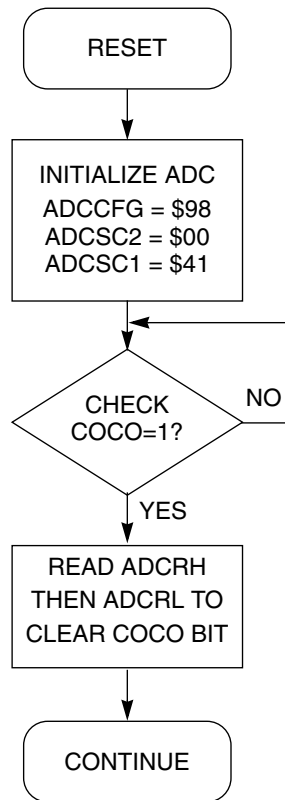 RESET
INITIALIZE ADC
ADCCFG = $98
ADCSC2 = $00
ADCSC1 = $41
CHECK
COCO=1?
NO
YES
READ ADCRH
THEN ADCRL TO
CLEAR COCO BIT
CONTINUE